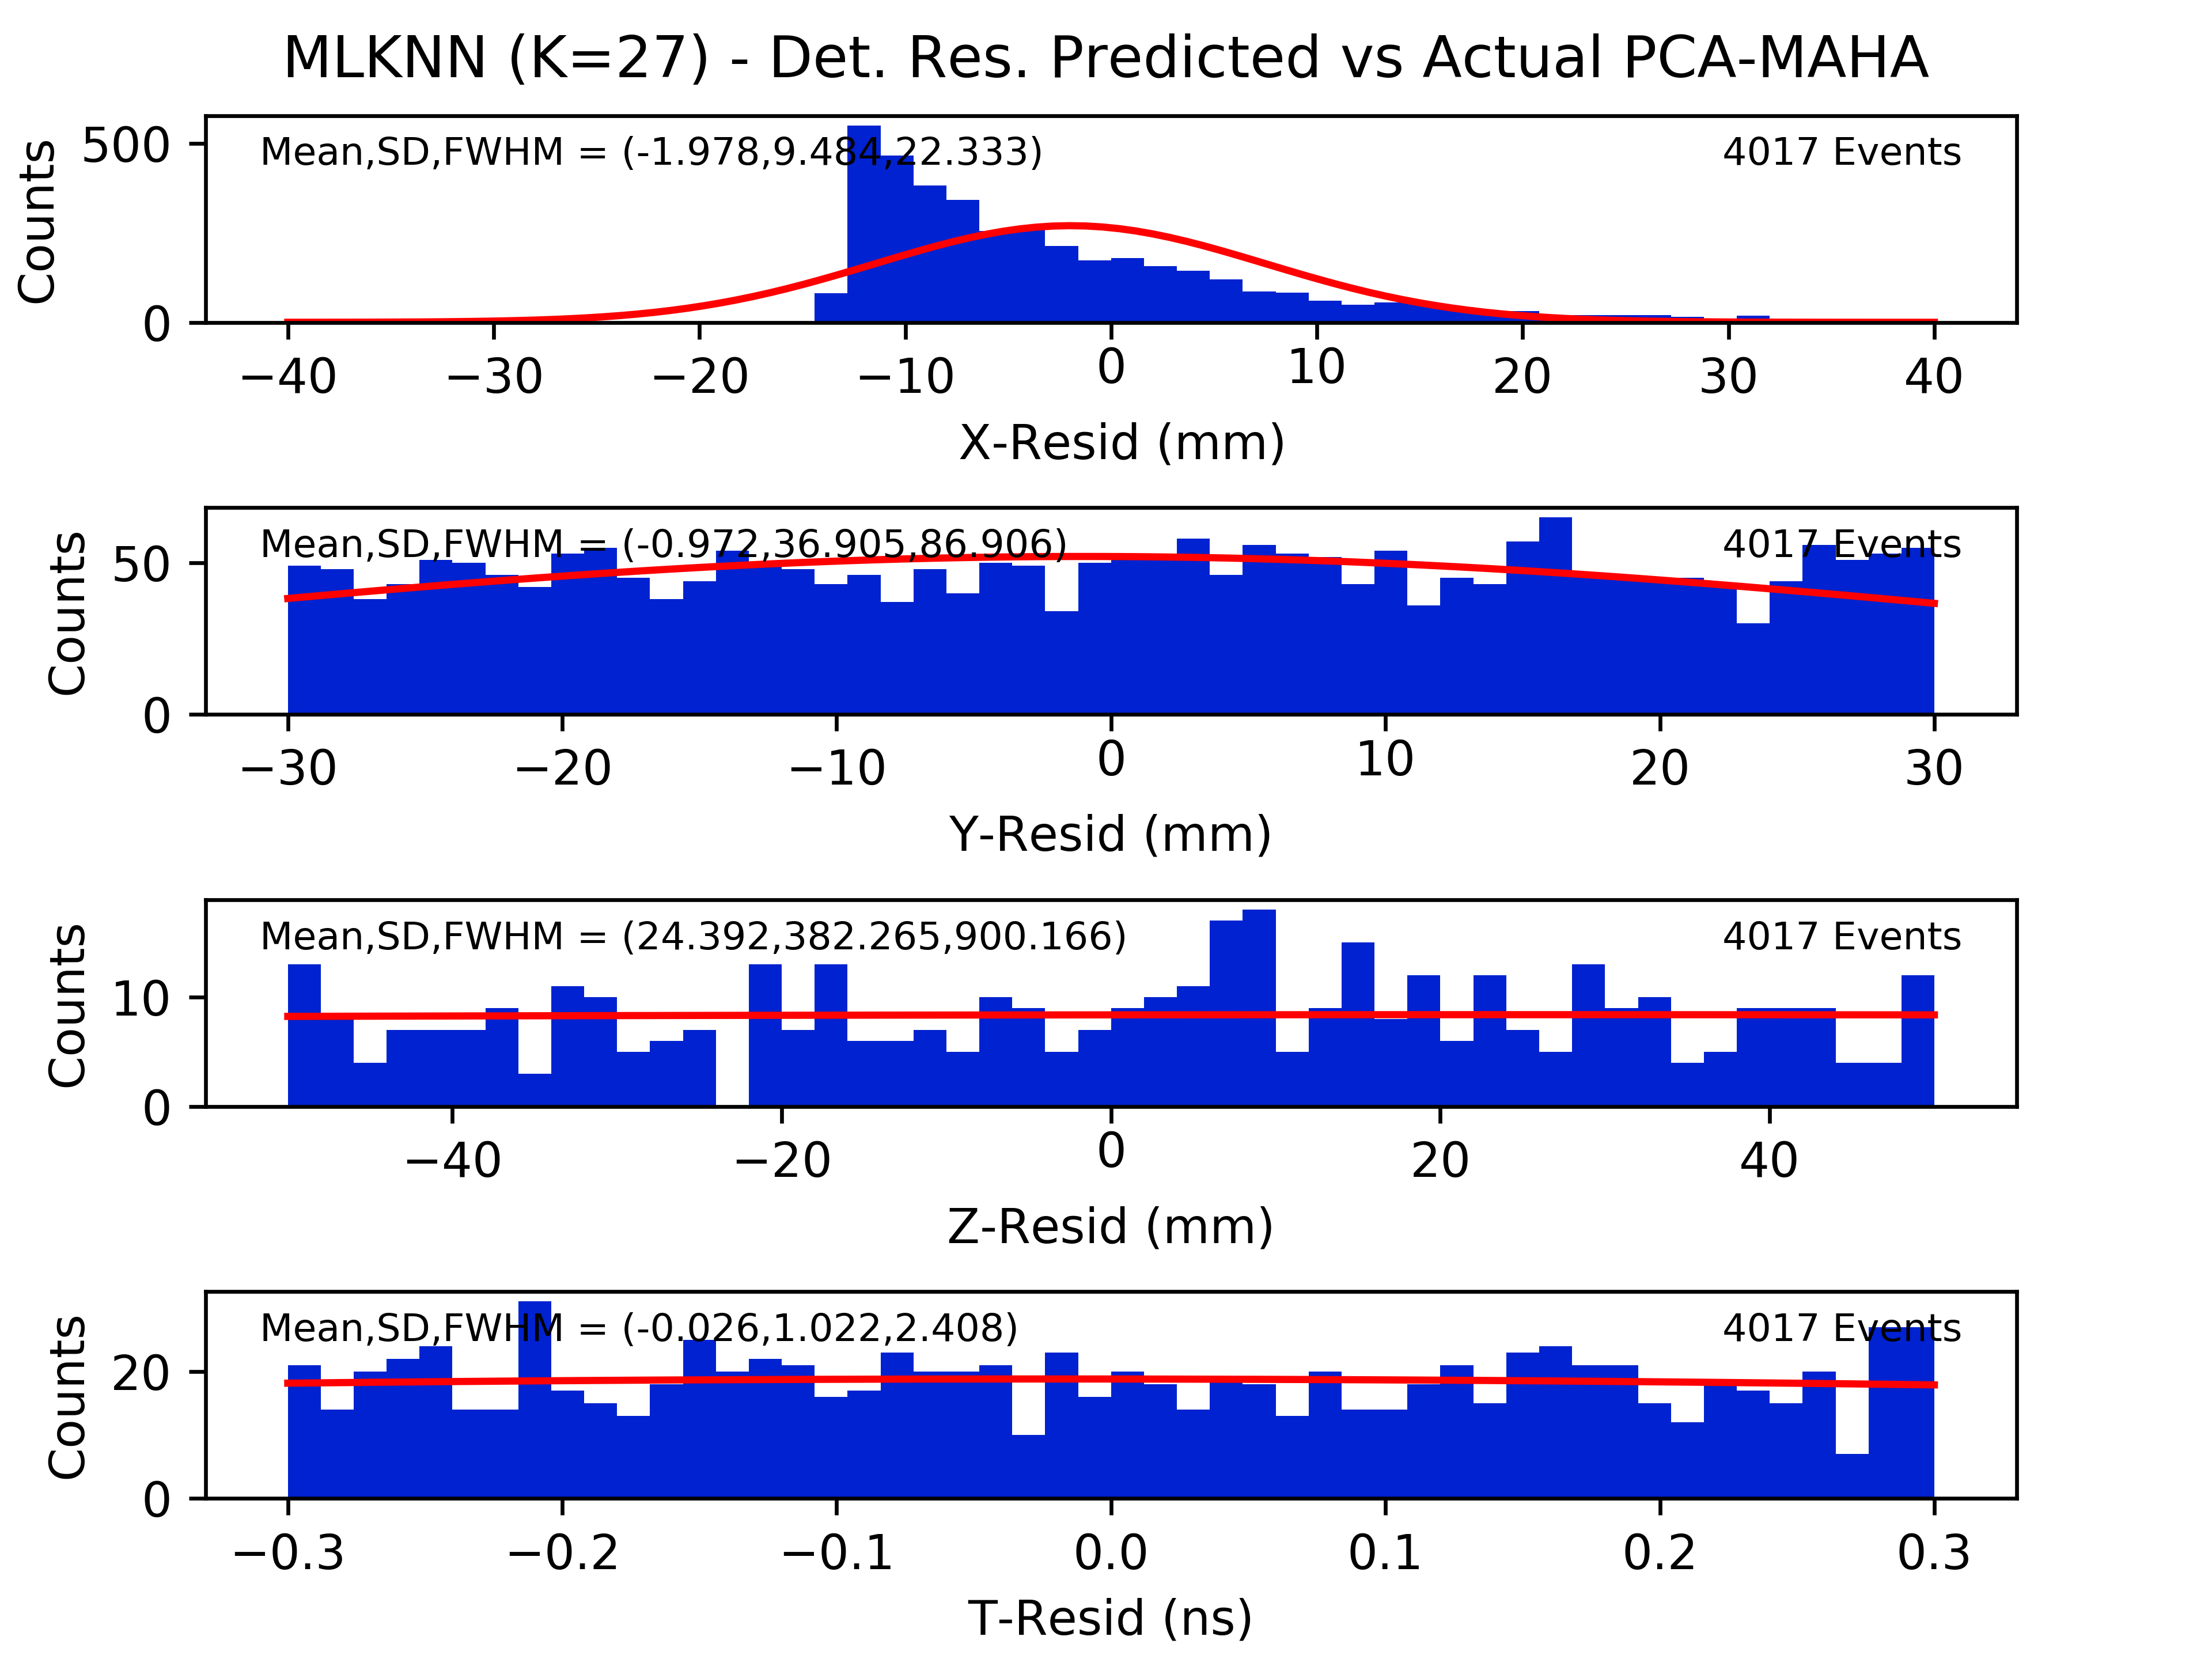 MLKNN (K=27) - Det. Res. Predicted vs Actual PCA-MAHA
Mean,SD,FWHM = (-1.978,9.484,22.333) 4017 Events
Counts
500
0
−40 −30 −20 −10 0 10 20 30 40
X-Resid (mm)
Mean,SD,FWHM = (-0.972,36.905,86.906) 4017 Events
Counts
50
0
−30 −20 −10 0 10 20 30
Y-Resid (mm)
Mean,SD,FWHM = (24.392,382.265,900.166) 4017 Events
Counts
10
0
−40 −20 0 20 40
Z-Resid (mm)
Mean,SD,FWHM = (-0.026,1.022,2.408) 4017 Events
Counts
20
0
−0.3 −0.2 −0.1 0.0 0.1 0.2 0.3
T-Resid (ns)